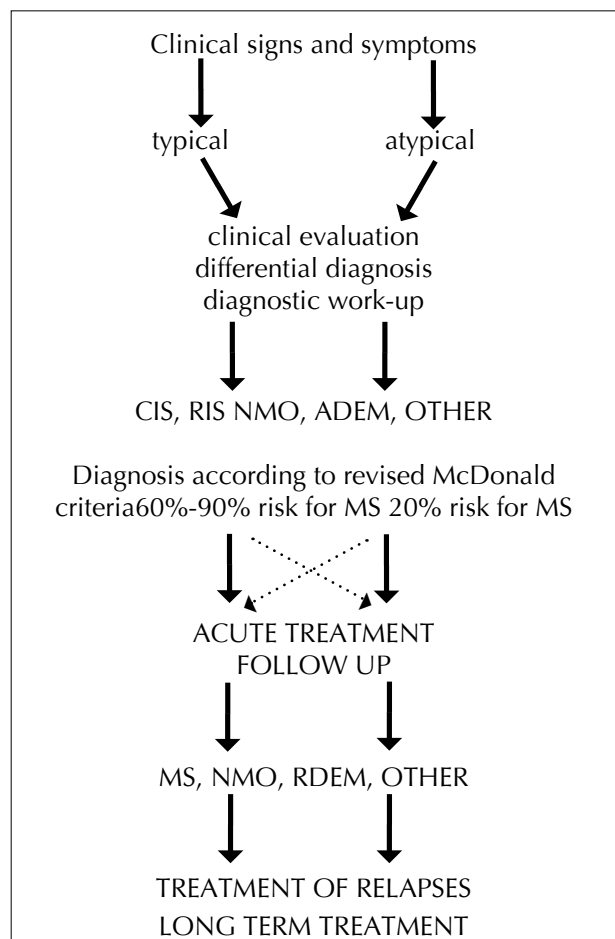 Clinical signs and symptoms
typical atypical
clinical evaluation
differential diagnosis
diagnostic work-up
CIS, RIS NMO, ADEM, OTHER
Diagnosis according to revised McDonald
criteria60%-90% risk for MS 20% risk for MS
ACUTE TREATMENT
FOLLOW UP
MS, NMO, RDEM, OTHER
TREATMENT OF RELAPSES
LONG TERM TREATMENT